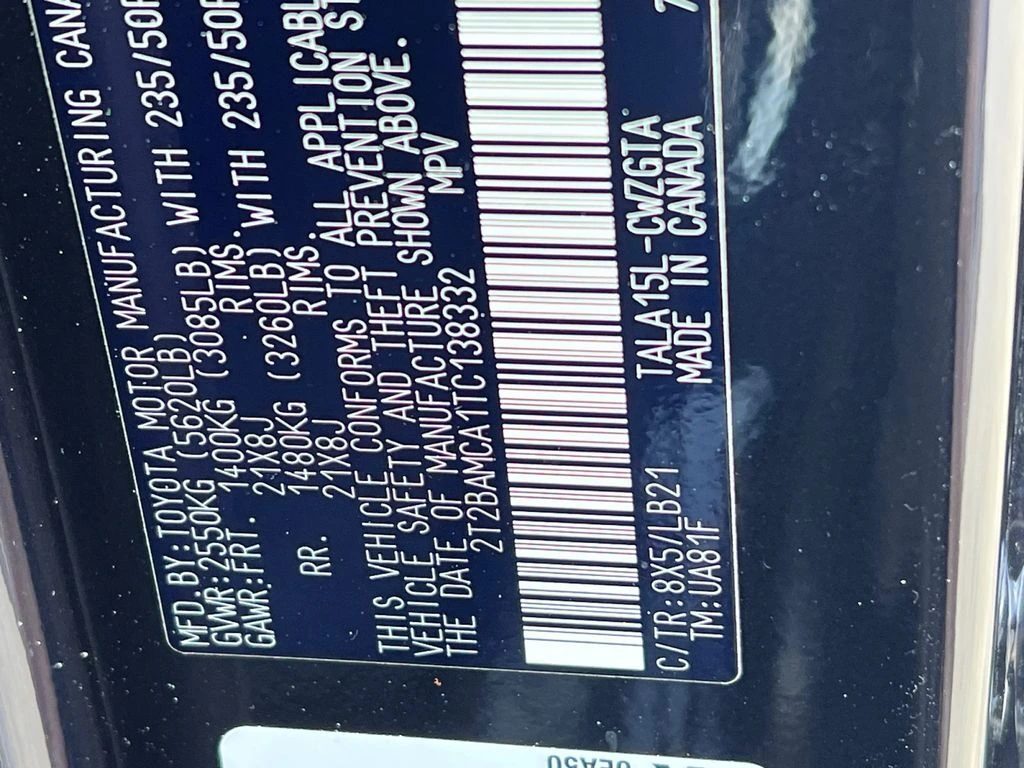 MFD.BY:TOYOTA MOTOR MANUFACTURING CANA
GVWR:2550KG (5620LB)
GAWR:FRT. 1400KG (3085LB) WITH 235/50R
21X8J RIMS.
RR. 1480KG (3260LB) WITH 235/50R
21X8J RIMS.
THIS VEHICLE CONFORMS TO ALL APPLICABL
VEHICLE SAFETY AND THEFT PREVENTION ST
THE DATE OF MANUFACTURE SHOWN ABOVE.
2T2BAMCA1TC138332 MPV
C/TR:8X5/LB21 TALA15L-CWZGTA
TM:UA81F MADE IN CANADA 7
0EA50